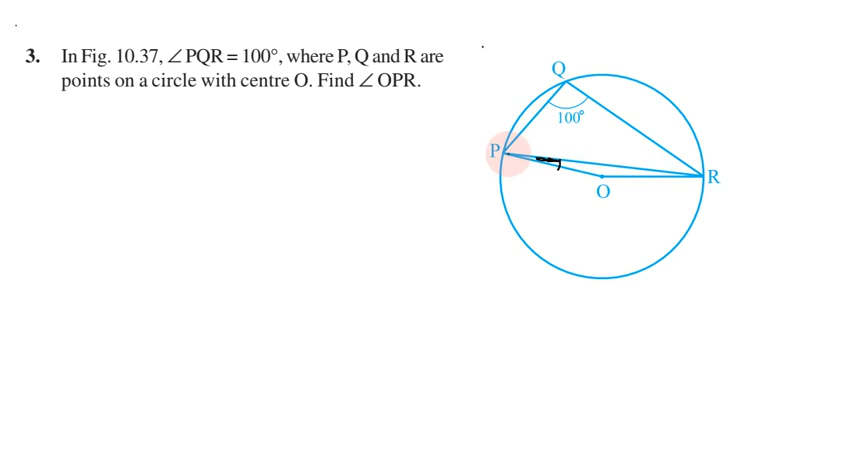 3. In Fig. 10.37, ∠PQR = 100°, where P, Q and R are
points on a circle with centre O. Find ∠OPR.
Q
100°
P
O
R